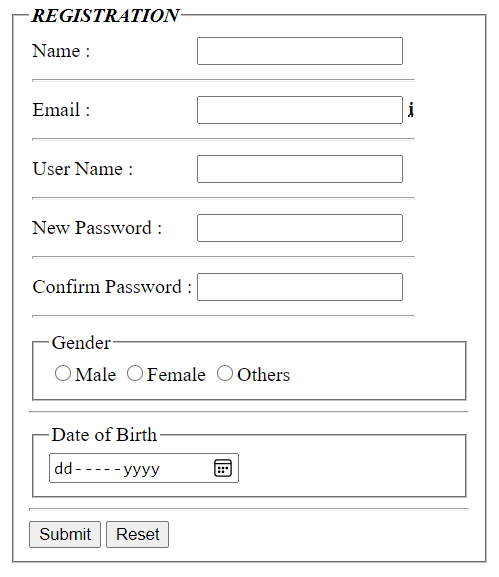 REGISTRATION
Name :
Email : i
User Name :
New Password :
Confirm Password :
Gender
Male Female Others
Date of Birth
dd-----yyyy
Submit Reset